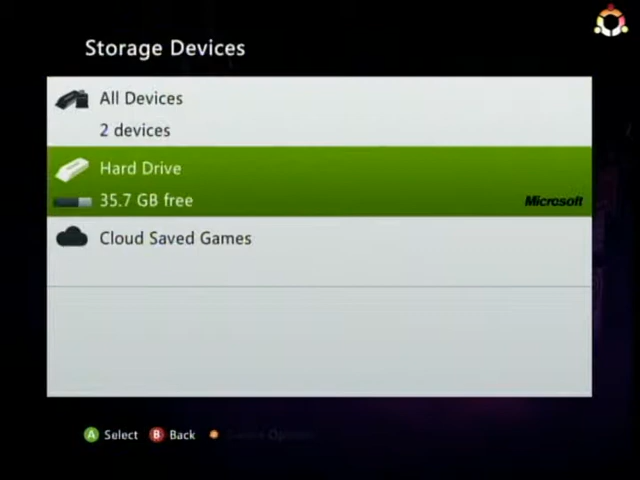 Storage Devices
All Devices
2 devices
Hard Drive
35.7 GB free
Microsoft
Cloud Saved Games
A Select B Back